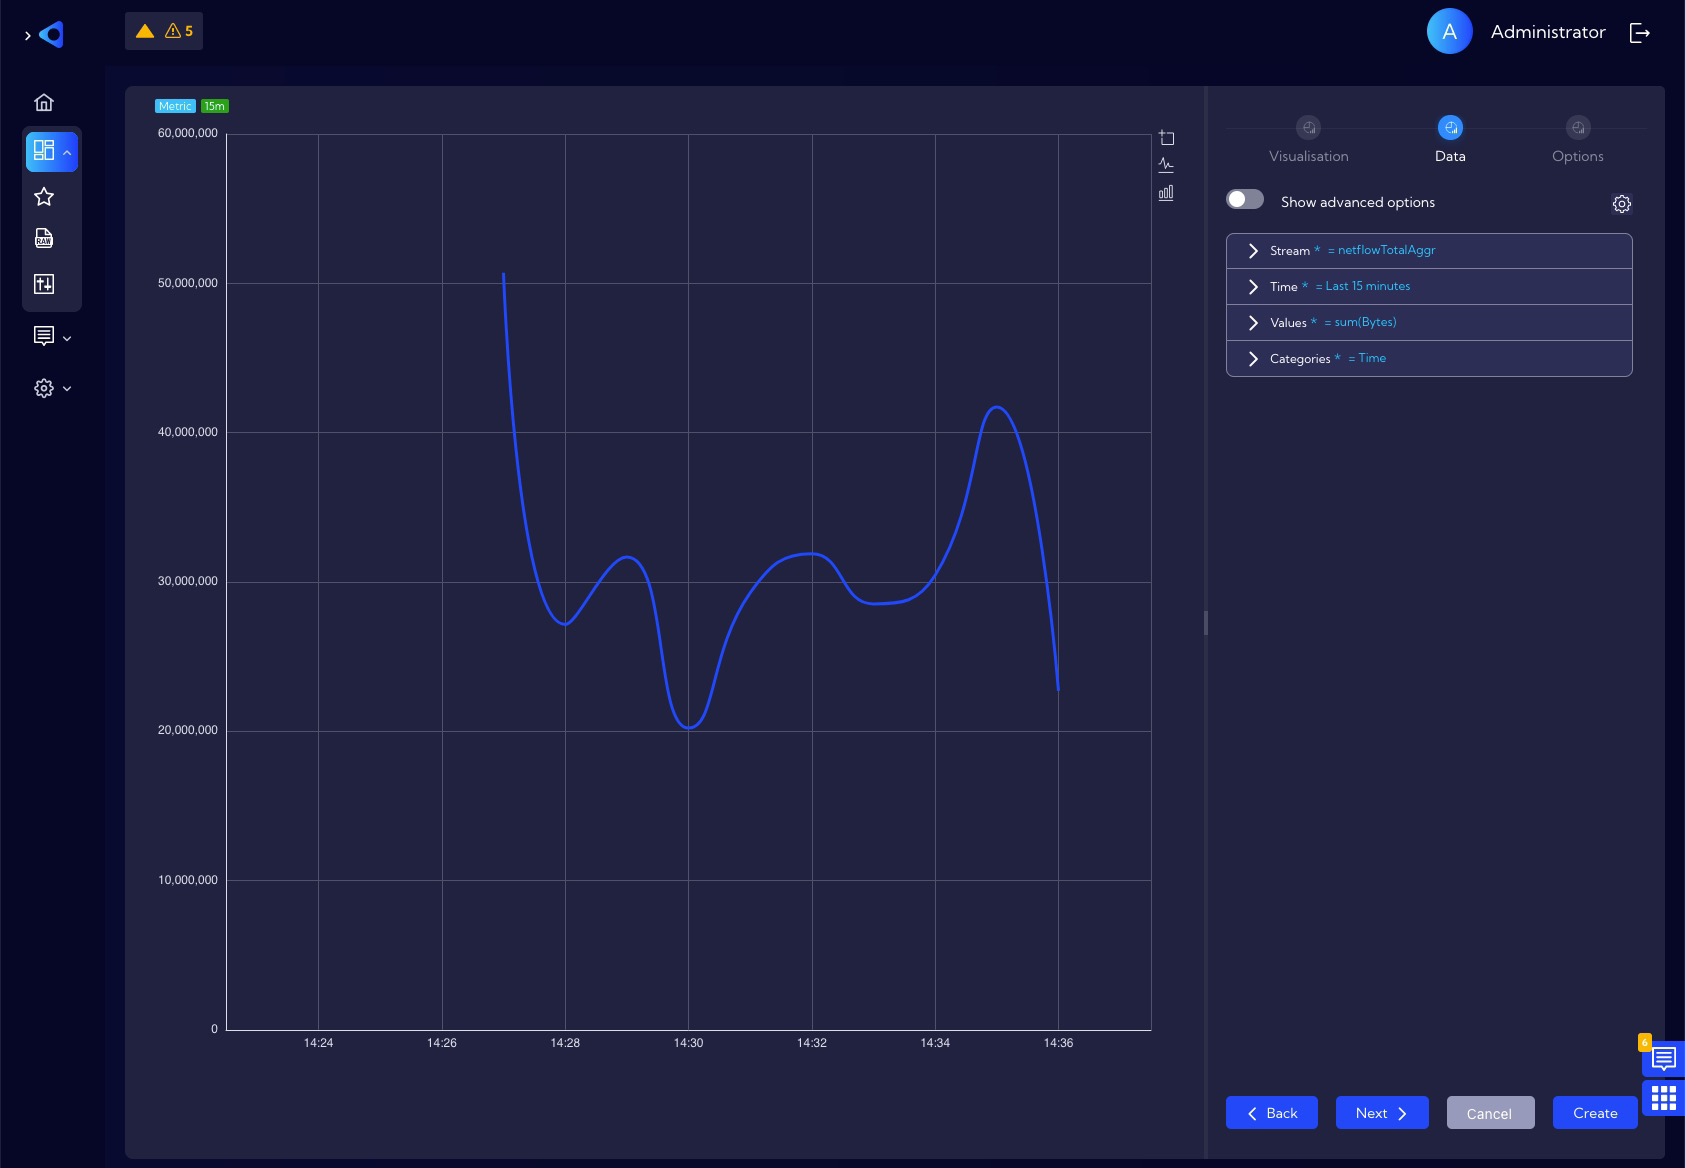 5
A
Administrator
Metric 15m
60,000,000
50,000,000
40,000,000
30,000,000
20,000,000
10,000,000
0
14:24 14:26 14:28 14:30 14:32 14:34 14:36
RAW
Visualisation Data Options
Show advanced options
Stream * = netflowTotalAggr
Time * = Last 15 minutes
Values * = sum(Bytes)
Categories * = Time
6
Back Next Cancel Create